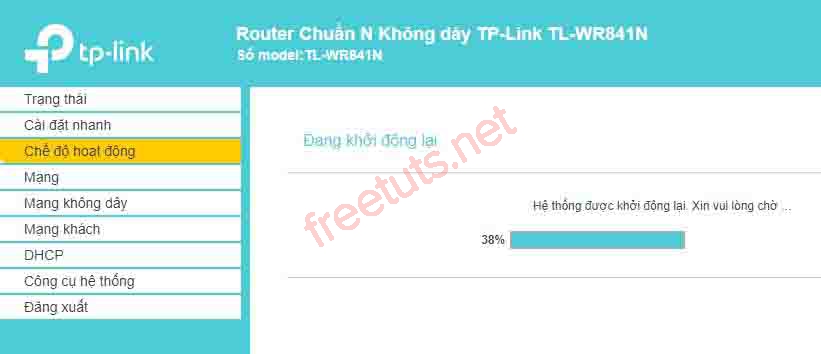 tp-link
Router Chuẩn N Không dây TP-Link TL-WR841N
Số model:TL-WR841N
Trạng thái
Cài đặt nhanh
Chế độ hoạt động
Mạng
Mạng không dây
Mạng khách
DHCP
Công cụ hệ thống
Đăng xuất
Đang khởi động lại
Hệ thống được khởi động lại. Xin vui lòng chờ ...
38%
freetuts.net